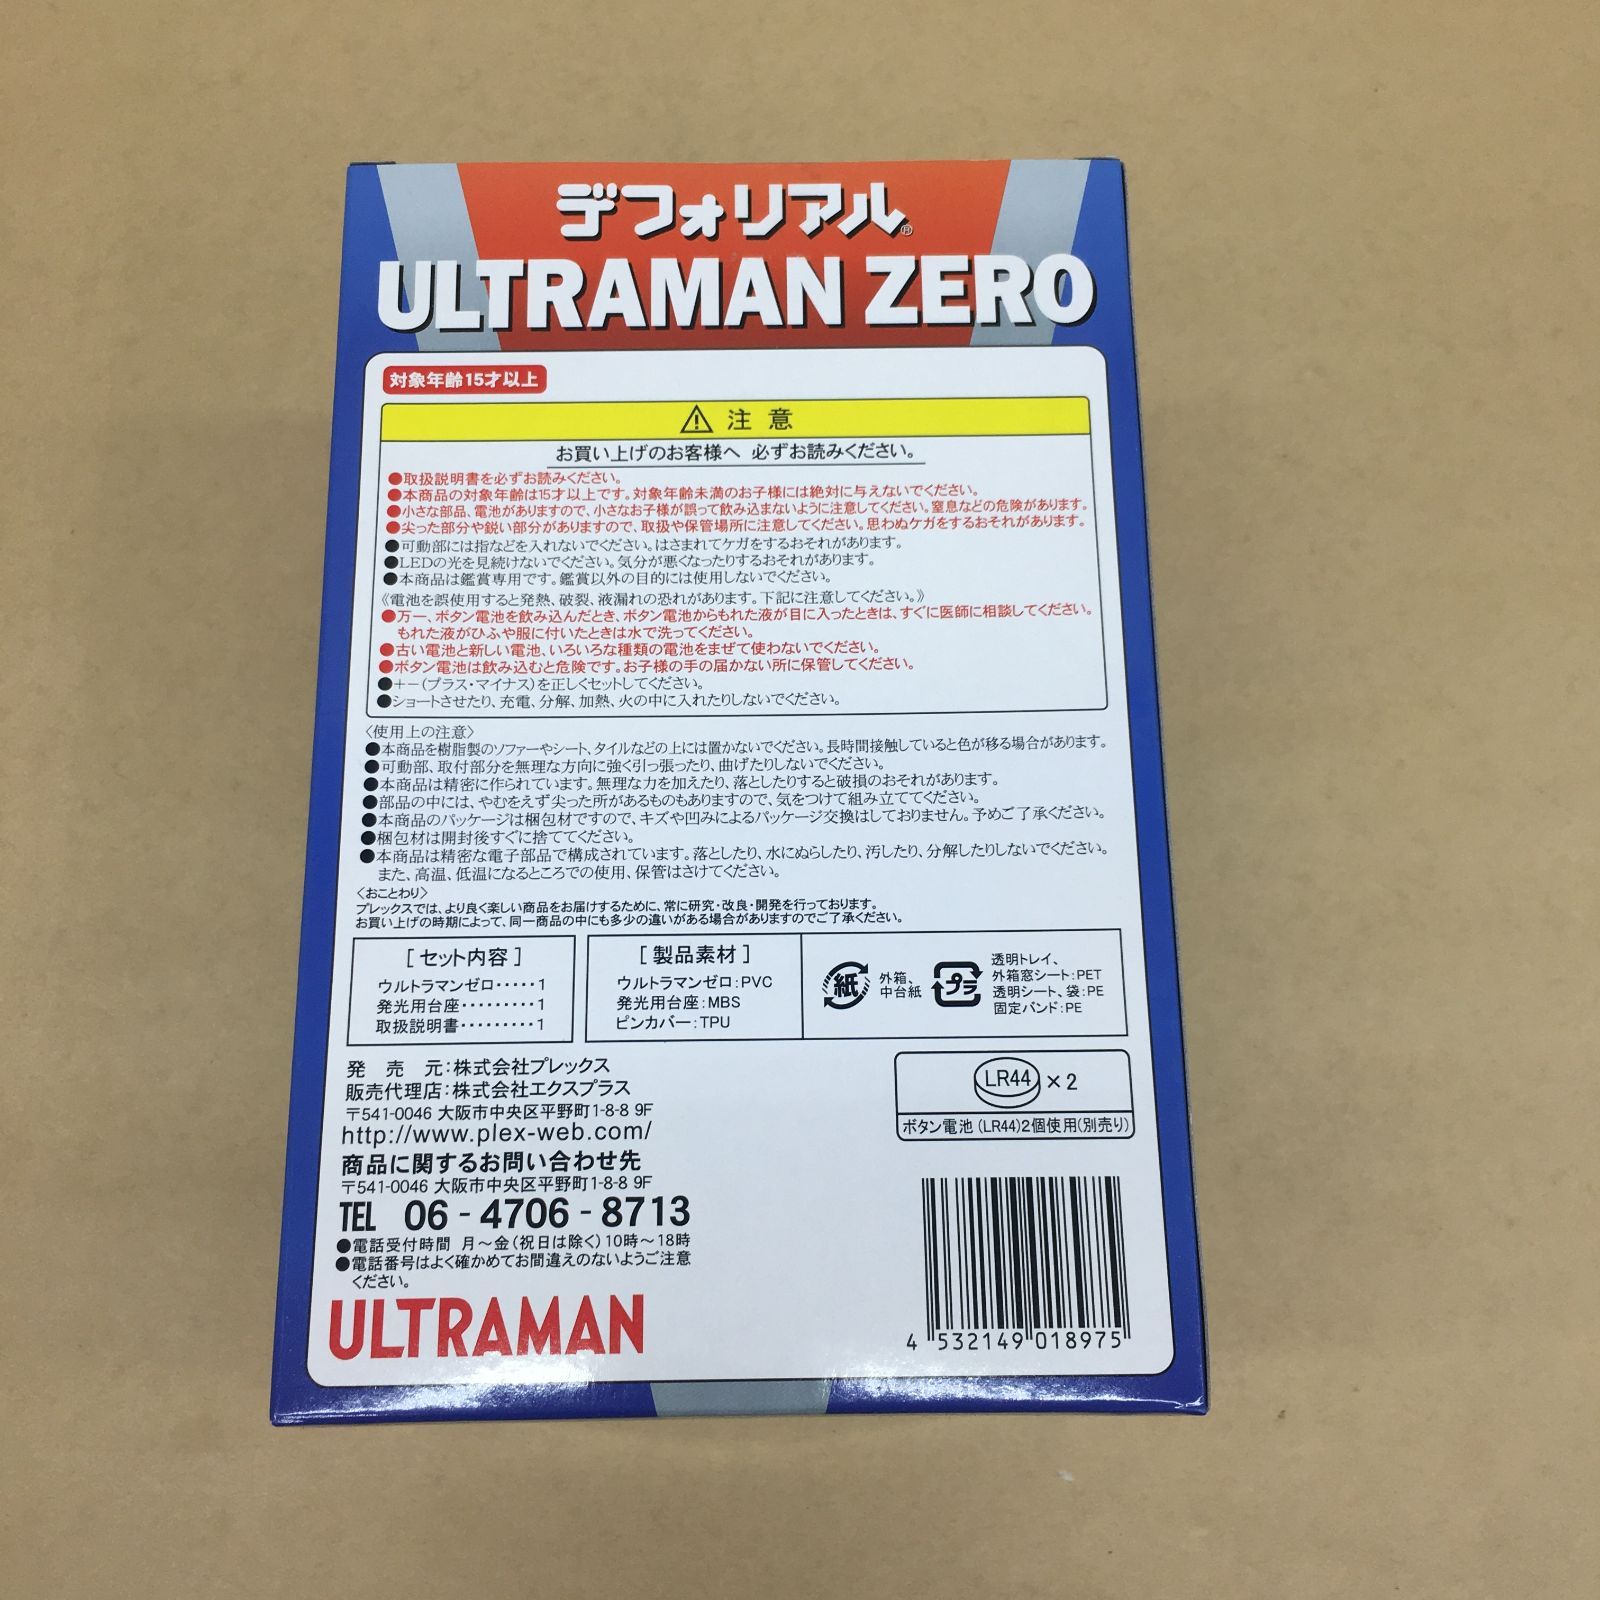 デフォリアル®
ULTRAMAN ZERO
対象年齢15才以上
⚠ 注 意
お買い上げのお客様へ 必ずお読みください。
●取扱説明書を必ずお読みください。
●本商品の対象年齢は15才以上です。対象年齢未満のお子様には絶対に与えないでください。
●小さな部品、電池がありますので、小さなお子様が誤って飲み込まないように注意してください。窒息などの危険があります。
●尖った部分や鋭い部分がありますので、取扱や保管場所に注意してください。思わぬケガをするおそれがあります。
●可動部には指などを入れないでください。はさまれてケガをするおそれがあります。
●LEDの光を見続けないでください。気分が悪くなったりするおそれがあります。
●本商品は鑑賞専用です。鑑賞以外の目的には使用しないでください。
《電池を誤使用すると発熱、破裂、液漏れの恐れがあります。下記に注意してください。》
●万一、ボタン電池を飲み込んだとき、ボタン電池からもれた液が目に入ったときは、すぐに医師に相談してください。
もれた液がひふや服に付いたときは水で洗ってください。
●古い電池と新しい電池、いろいろな種類の電池をまぜて使わないでください。
●ボタン電池は飲み込むと危険です。お子様の手の届かない所に保管してください。
●＋－(プラス・マイナス)を正しくセットしてください。
●ショートさせたり、充電、分解、加熱、火の中に入れたりしないでください。
〈使用上の注意〉
●本商品を樹脂製のソファーやシート、タイルなどの上には置かないでください。長時間接触していると色が移る場合があります。
●可動部、取付部分を無理な方向に強く引っ張ったり、曲げたりしないでください。
●本商品は精密に作られています。無理な力を加えたり、落としたりすると破損のおそれがあります。
●部品の中には、やむをえず尖った所があるものもありますので、気をつけて組み立ててください。
●本商品のパッケージは梱包材ですので、キズや凹みによるパッケージ交換はしておりません。予めご了承ください。
●梱包材は開封後すぐに捨ててください。
●本商品は精密な電子部品で構成されています。落としたり、水にぬらしたり、汚したり、分解したりしないでください。
また、高温、低温になるところでの使用、保管はさけてください。
〈おことわり〉
プレックスでは、より良く楽しい商品をお届けするために、常に研究・改良・開発を行っております。
お買い上げの時期によって、同一商品の中にも多少の違いがある場合がありますのでご了承ください。
[ セット内容 ]
ウルトラマンゼロ・・・・・1
発光用台座・・・・・・・・・1
取扱説明書・・・・・・・・・1
[ 製品素材 ]
ウルトラマンゼロ:PVC
発光用台座:MBS
ピンカバー:TPU
紙
外箱、
中台紙
プラ
透明トレイ、
外箱窓シート:PET
透明シート、袋:PE
固定バンド:PE
発 売 元:株式会社プレックス
販売代理店:株式会社エクスプラス
〒541-0046 大阪市中央区平野町1-8-8 9F
http://www.plex-web.com/
商品に関するお問い合わせ先
〒541-0046 大阪市中央区平野町1-8-8 9F
TEL 06-4706-8713
●電話受付時間 月～金(祝日は除く)10時～18時
●電話番号はよく確かめてお間違えのないようご注意
ください。
ULTRAMAN
LR44 ×2
ボタン電池(LR44)2個使用(別売り)
4 532149 018975